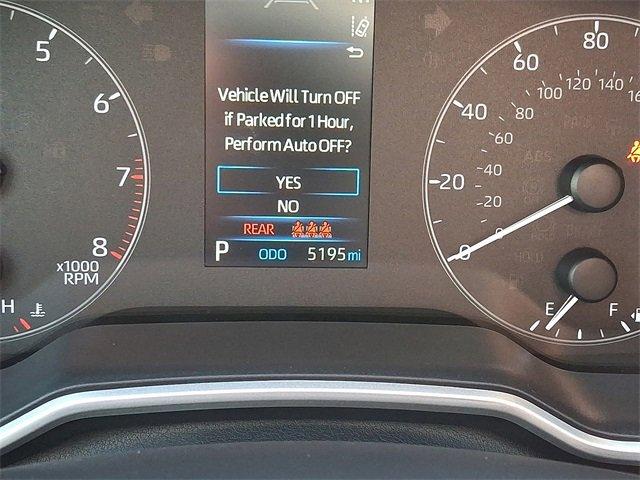 5
6
7
8
x1000
RPM
H
Vehicle Will Turn OFF
if Parked for 1 Hour,
Perform Auto OFF?
YES
NO
REAR
P ODO 5195 mi
80
60
40
20
0
140
120
100
80
60
40
20
0
E F